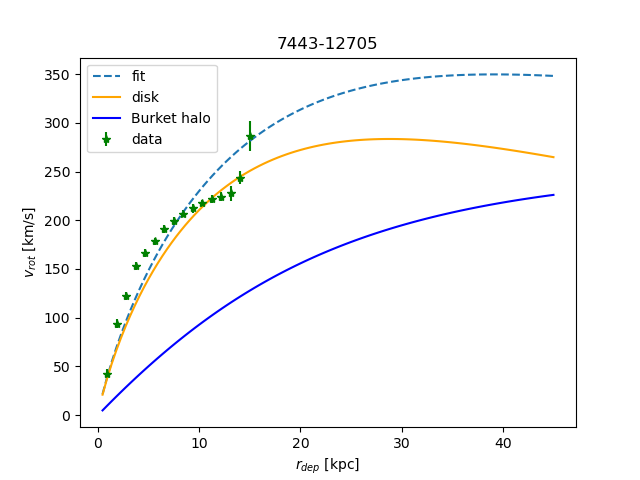 7443-12705
fit
disk
Burket halo
data
350
300
250
200
150
100
50
0
v_rot [km/s]
0 10 20 30 40
r_dep [kpc]